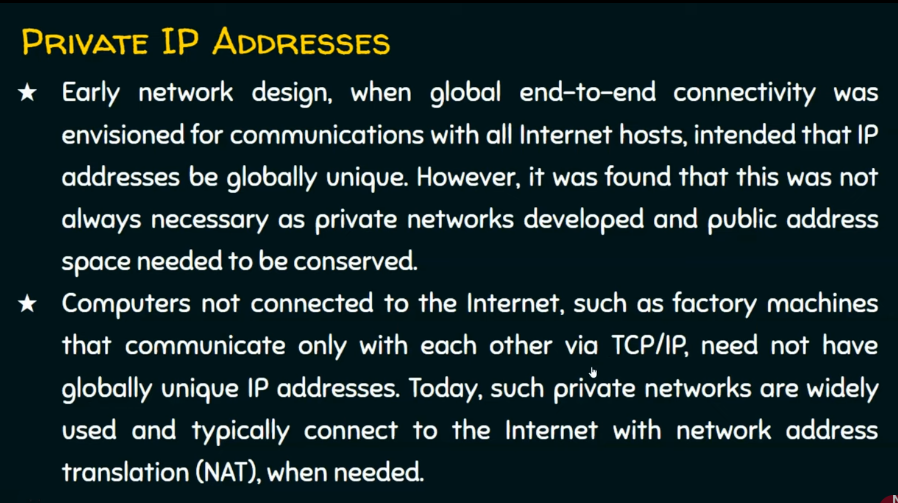 PRIVATE IP ADDRESSES
★ Early network design, when global end-to-end connectivity was
envisioned for communications with all Internet hosts, intended that IP
addresses be globally unique. However, it was found that this was not
always necessary as private networks developed and public address
space needed to be conserved.
★ Computers not connected to the Internet, such as factory machines
that communicate only with each other via TCP/IP, need not have
globally unique IP addresses. Today, such private networks are widely
used and typically connect to the Internet with network address
translation (NAT), when needed.